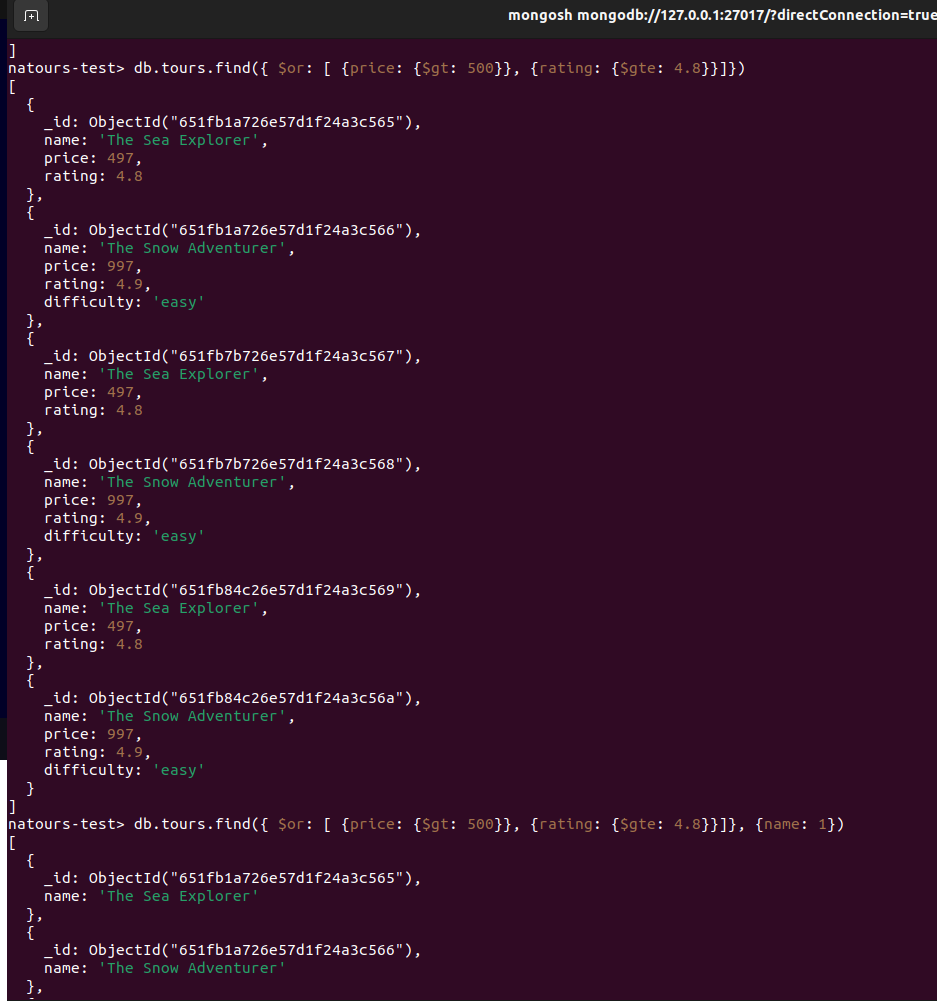 mongosh mongodb://127.0.0.1:27017/?directConnection=true
]
natours-test> db.tours.find({ $or: [ {price: {$gt: 500}}, {rating: {$gte: 4.8}}]})
[
  {
    _id: ObjectId("651fb1a726e57d1f24a3c565"),
    name: 'The Sea Explorer',
    price: 497,
    rating: 4.8
  },
  {
    _id: ObjectId("651fb1a726e57d1f24a3c566"),
    name: 'The Snow Adventurer',
    price: 997,
    rating: 4.9,
    difficulty: 'easy'
  },
  {
    _id: ObjectId("651fb7b726e57d1f24a3c567"),
    name: 'The Sea Explorer',
    price: 497,
    rating: 4.8
  },
  {
    _id: ObjectId("651fb7b726e57d1f24a3c568"),
    name: 'The Snow Adventurer',
    price: 997,
    rating: 4.9,
    difficulty: 'easy'
  },
  {
    _id: ObjectId("651fb84c26e57d1f24a3c569"),
    name: 'The Sea Explorer',
    price: 497,
    rating: 4.8
  },
  {
    _id: ObjectId("651fb84c26e57d1f24a3c56a"),
    name: 'The Snow Adventurer',
    price: 997,
    rating: 4.9,
    difficulty: 'easy'
  }
]
natours-test> db.tours.find({ $or: [ {price: {$gt: 500}}, {rating: {$gte: 4.8}}]}, {name: 1})
[
  {
    _id: ObjectId("651fb1a726e57d1f24a3c565"),
    name: 'The Sea Explorer'
  },
  {
    _id: ObjectId("651fb1a726e57d1f24a3c566"),
    name: 'The Snow Adventurer'
  },